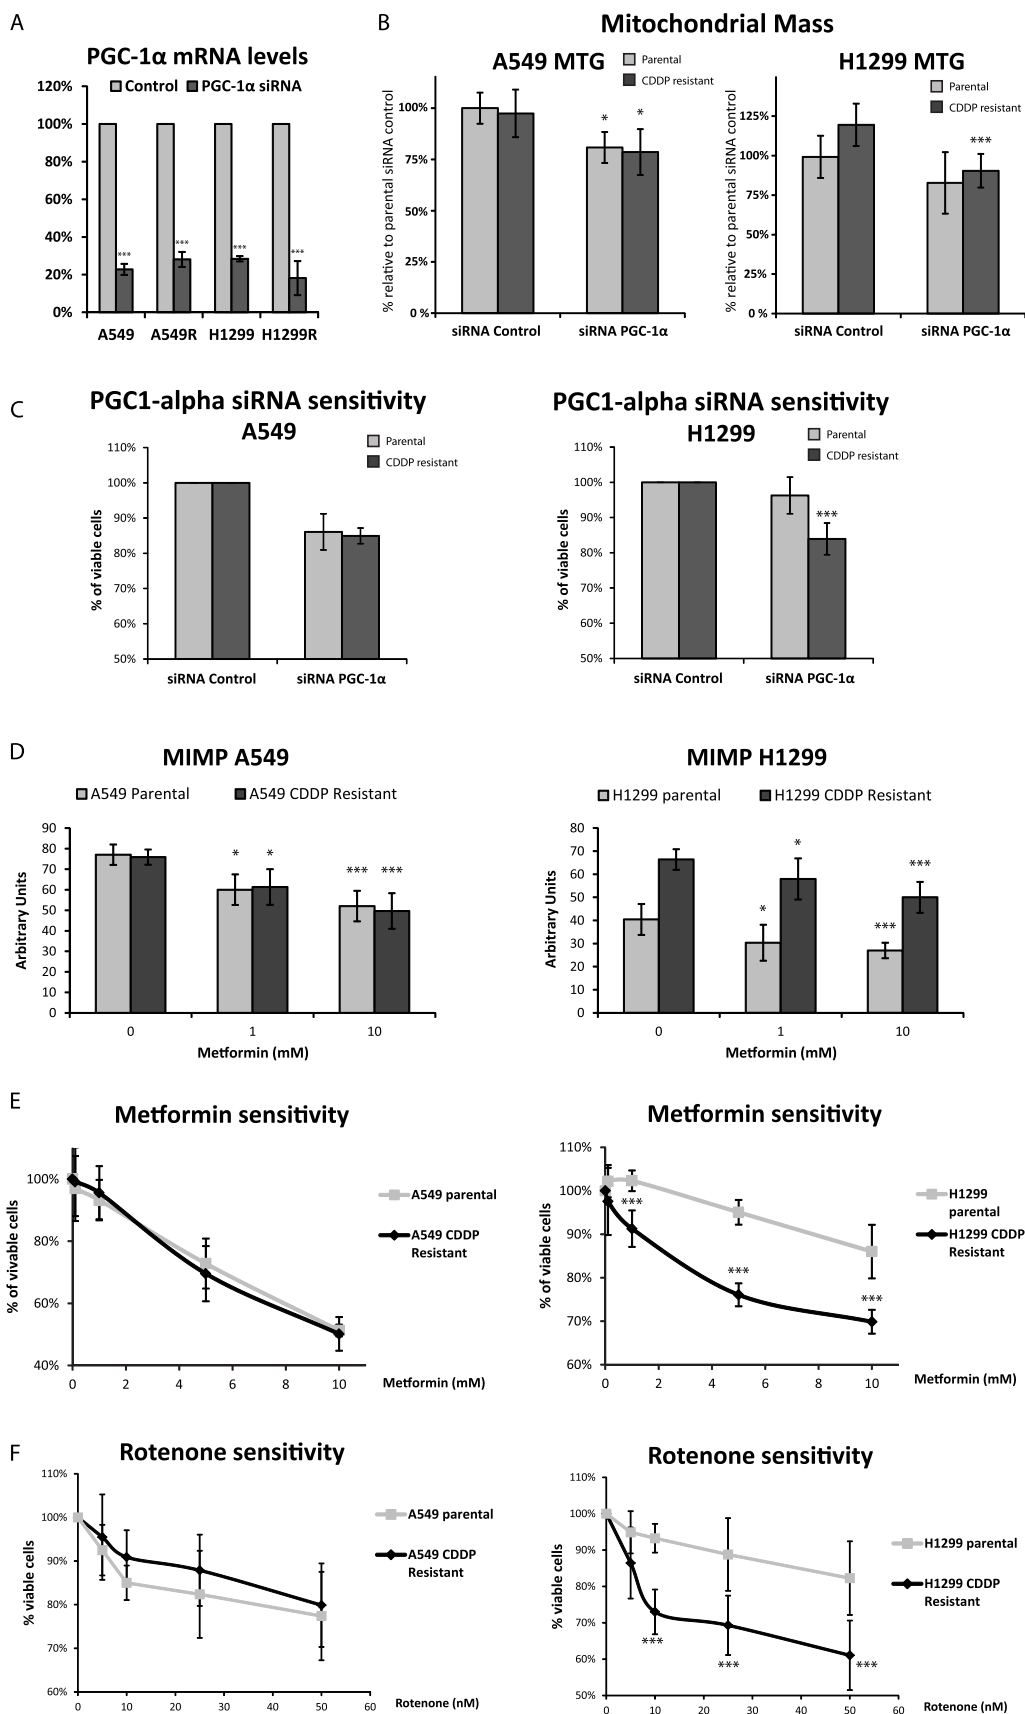 A
PGC-1α mRNA levels
Control PGC-1α siRNA
120%
100%
80%
60%
40%
20%
0%
*** *** *** ***
A549 A549R H1299 H1299R
B
Mitochondrial Mass
A549 MTG
Parental
CDDP resistant
% relative to parental siRNA control
100%
75%
50%
0 %
* *
siRNA Control siRNA PGC-1α
H1299 MTG
Parental
CDDP resistant
% relative to parental siRNA control
125%
100%
75%
50%
0 %
***
siRNA Control siRNA PGC-1α
C
PGC1-alpha siRNA sensitivity
A549
Parental
CDDP resistant
% of viable cells
110%
100%
90%
80%
70%
60%
50%
siRNA Control siRNA PGC-1α
PGC1-alpha siRNA sensitivity
H1299
Parental
CDDP resistant
% of viable cells
110%
100%
90%
80%
70%
60%
50%
***
siRNA Control siRNA PGC-1α
D
MIMP A549
A549 Parental A549 CDDP Resistant
Arbitrary Units
90
80
70
60
50
40
30
20
10
0
* * *** ***
0 1 10
Metformin (mM)
MIMP H1299
H1299 parental H1299 CDDP Resistant
Arbitrary Units
80
70
60
50
40
30
20
10
0
* * *** ***
0 1 10
Metformin (mM)
E
Metformin sensitivity
% of vivable cells
100%
80%
60%
40%
0 2 4 6 8 10
Metformin (mM)
A549 parental
A549 CDDP
Resistant
Metformin sensitivity
% of viable cells
110%
100%
90%
80%
70%
60%
*** *** ***
0 2 4 6 8 10
Metformin (mM)
H1299
parental
H1299 CDDP
Resistant
F
Rotenone sensitivity
% viable cells
110%
100%
90%
80%
70%
60%
0 10 20 30 40 50 60
Rotenone (nM)
A549 parental
A549 CDDP
Resistant
Rotenone sensitivity
% viable cells
110%
100%
90%
80%
70%
60%
50%
*** *** ***
0 10 20 30 40 50 60
Rotenone (nM)
H1299 parental
H1299 CDDP
Resistant